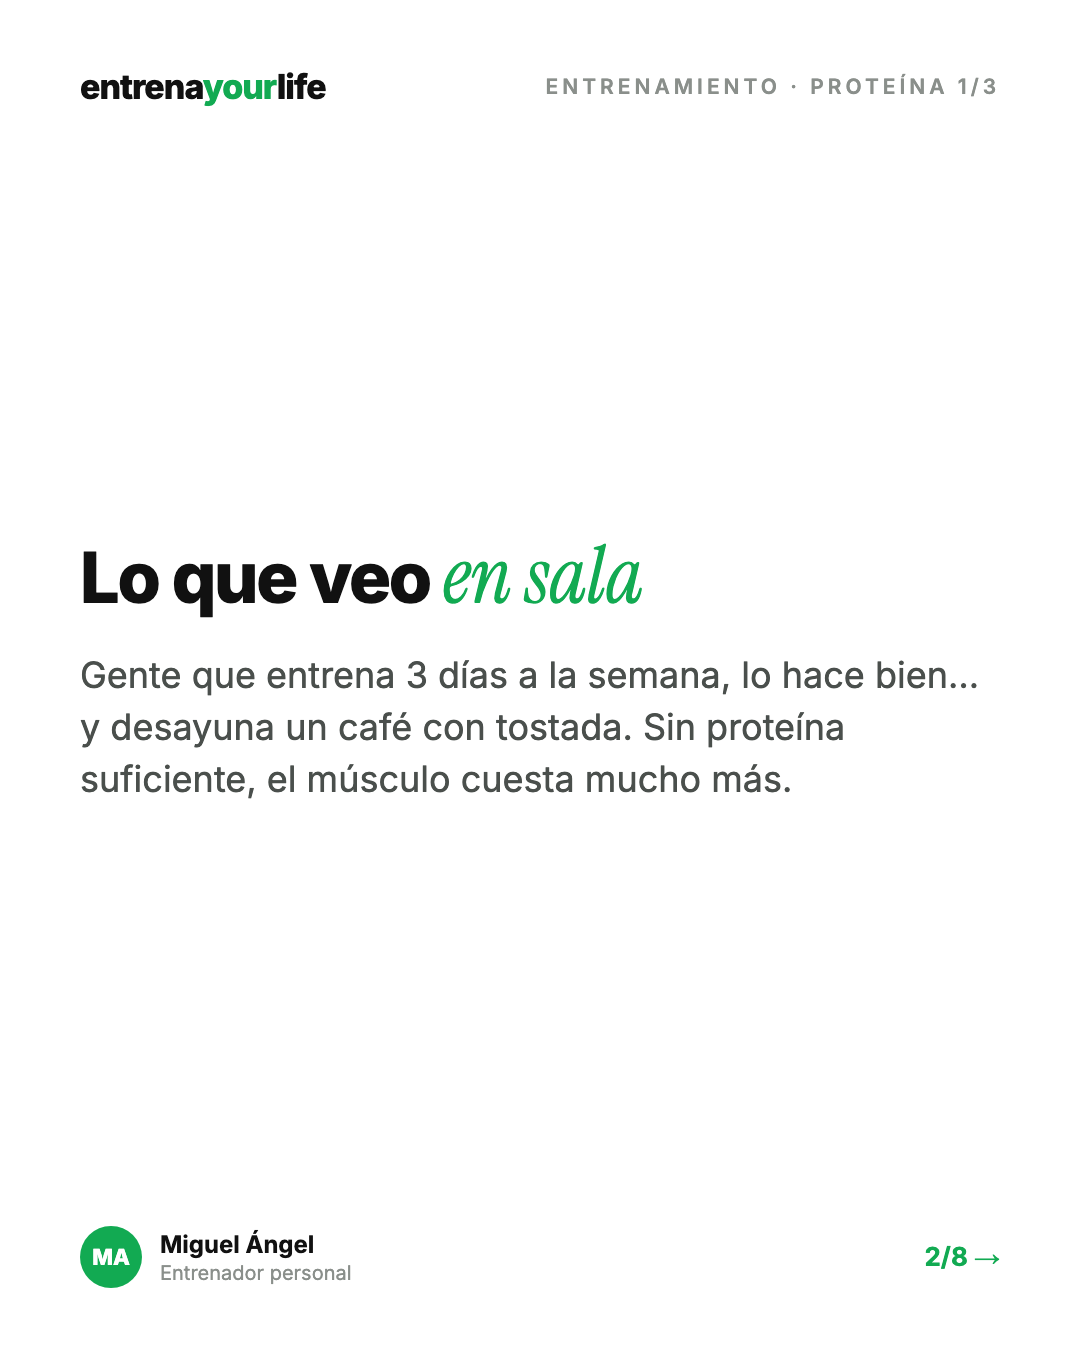 entrenayourlife
ENTRENAMIENTO · PROTEÍNA 1/3
Lo que veo en sala
Gente que entrena 3 días a la semana, lo hace bien...
y desayuna un café con tostada. Sin proteína
suficiente, el músculo cuesta mucho más.
MA
Miguel Ángel
Entrenador personal
2/8 →